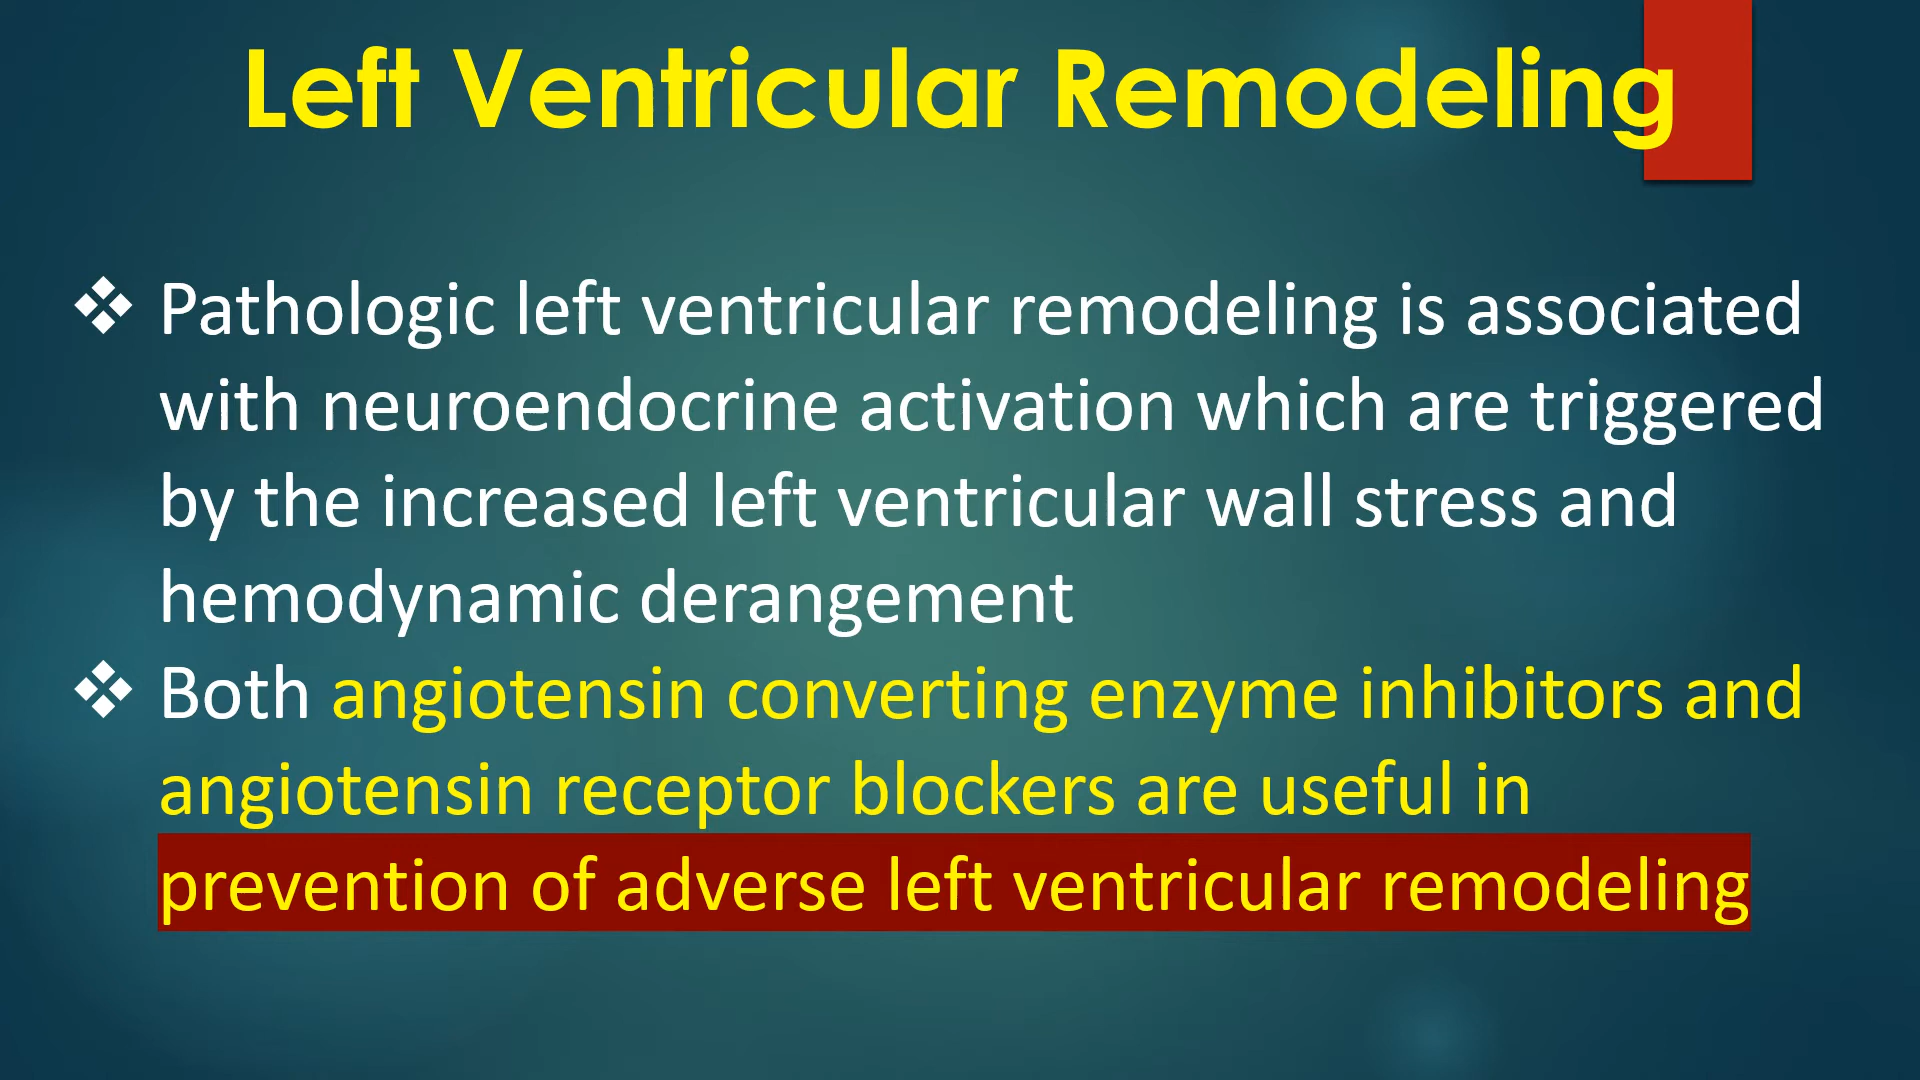 Left Ventricular Remodeling
❖ Pathologic left ventricular remodeling is associated
with neuroendocrine activation which are triggered
by the increased left ventricular wall stress and
hemodynamic derangement
❖ Both angiotensin converting enzyme inhibitors and
angiotensin receptor blockers are useful in
prevention of adverse left ventricular remodeling